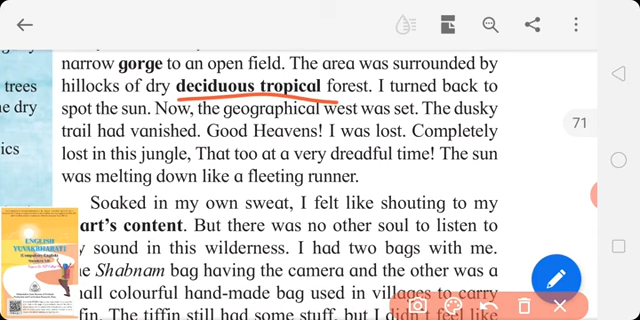 narrow gorge to an open field. The area was surrounded by
trees
hillocks of dry deciduous tropical forest. I turned back to
e dry
spot the sun. Now, the geographical west was set. The dusky
71
trail had vanished. Good Heavens! I was lost. Completely
ics
lost in this jungle, That too at a very dreadful time! The sun
was melting down like a fleeting runner.
Soaked in my own sweat, I felt like shouting to my
art's content. But there was no other soul to listen to
y sound in this wilderness. I had two bags with me.
e Shabnam bag having the camera and the other was a
all colourful hand-made bag used in villages to carry
fin. The tiffin still had some stuff, but I didn't feel like
ENGLISH
YUVAKBHARATI